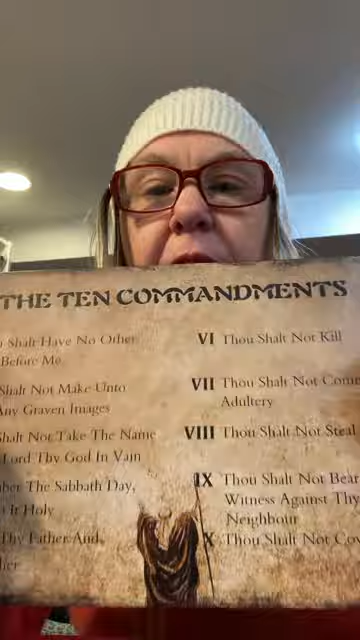 THE TEN COMMANDMENTS
Shalt Have No Other
Before Me
Shalt Not Make Unto
Any Graven Images
Shalt Not Take The Name
Lord Thy God In Vain
The Sabbath Day,
It Holy
Thy Father And
VI Thou Shalt Not Kill
VII Thou Shalt Not
Adultery
VIII Thou Shalt Not Steal
IX Thou Shalt Not Bear
Witness Against Thy
Neighbour
X Thou Shalt Not